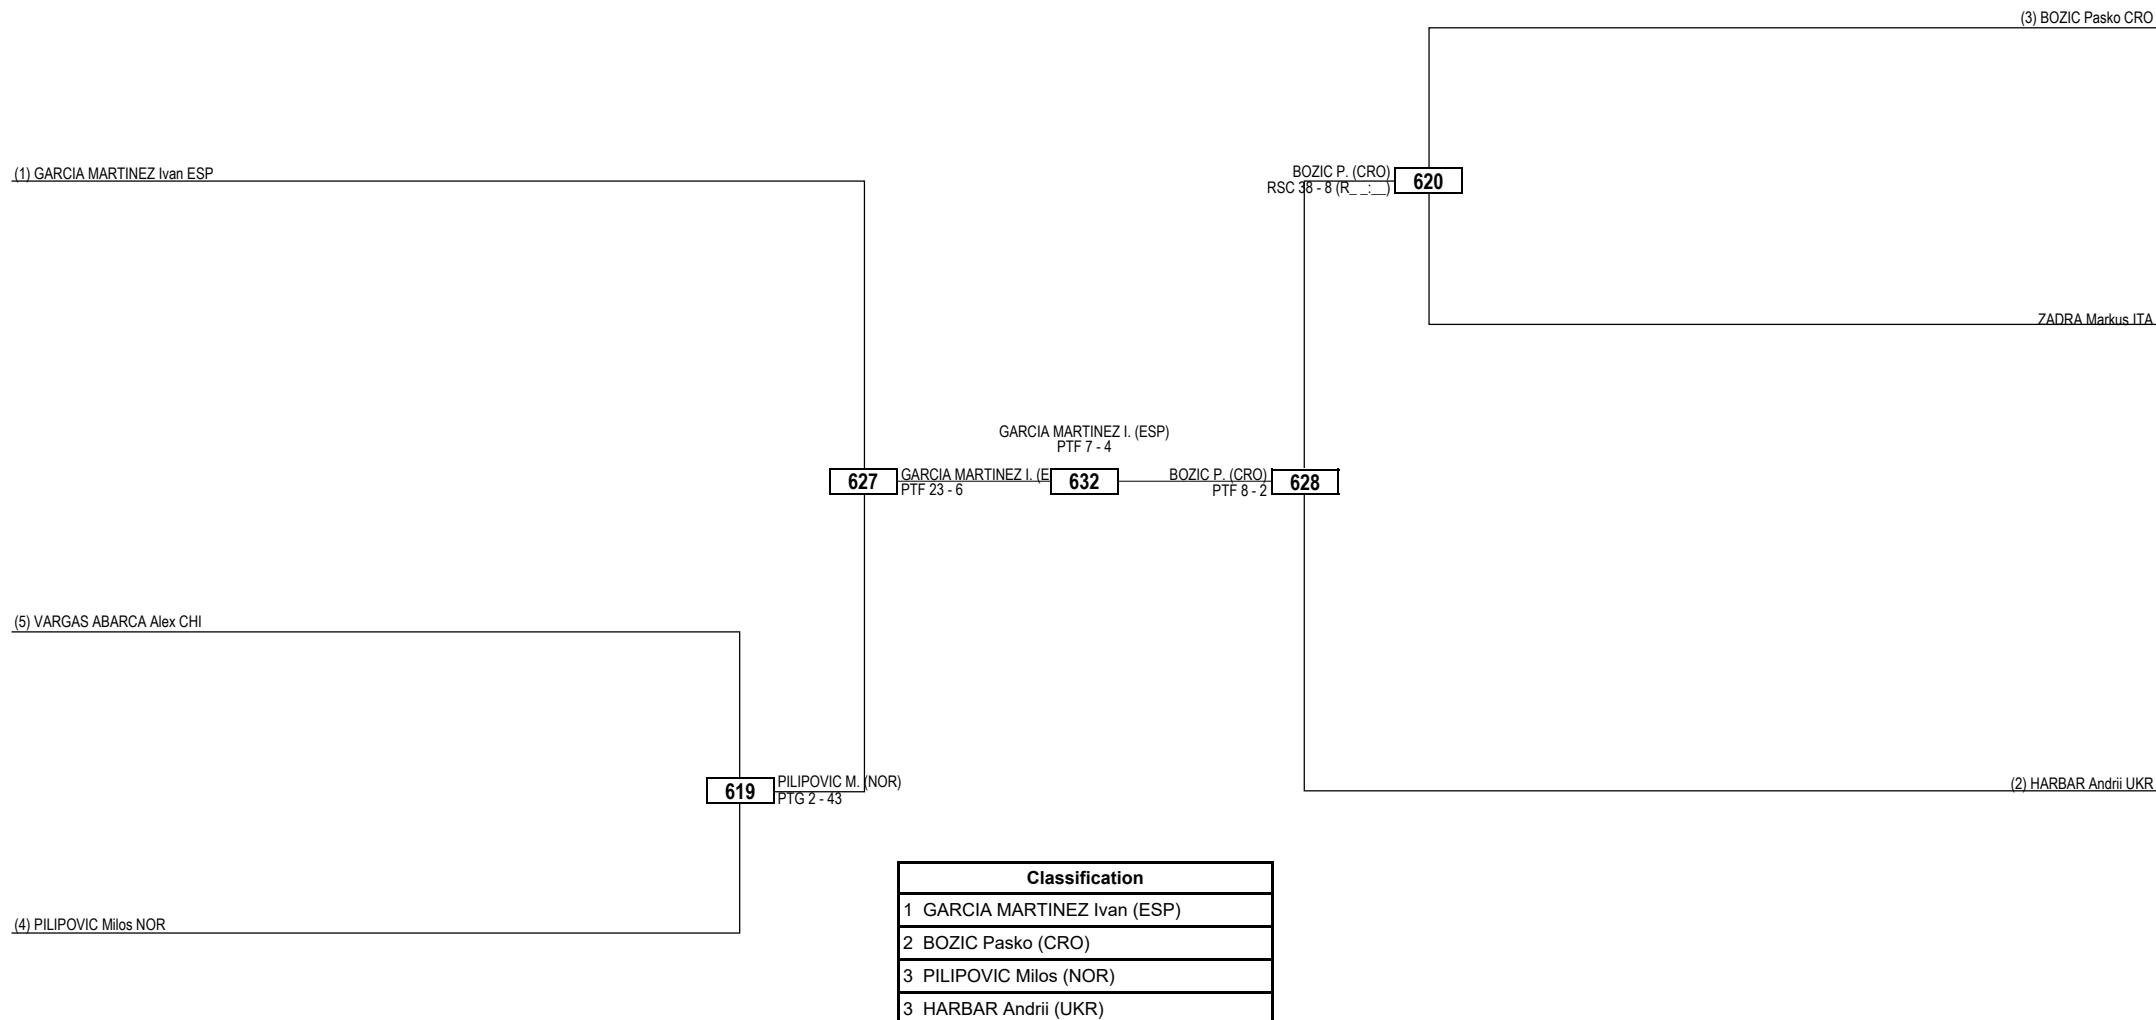 (3) BOZIC Pasko CRO
(1) GARCIA MARTINEZ Ivan ESP
BOZIC P. (CRO)
RSC 38 - 8 (R_ _:__)
620
ZADRA Markus ITA
GARCIA MARTINEZ I. (ESP)
PTF 7 - 4
627
GARCIA MARTINEZ I. (E
PTF 23 - 6
632
BOZIC P. (CRO)
PTF 8 - 2
628
(5) VARGAS ABARCA Alex CHI
619
PILIPOVIC M. (NOR)
PTG 2 - 43
(2) HARBAR Andrii UKR
(4) PILIPOVIC Milos NOR
Classification
1 GARCIA MARTINEZ Ivan (ESP)
2 BOZIC Pasko (CRO)
3 PILIPOVIC Milos (NOR)
3 HARBAR Andrii (UKR)